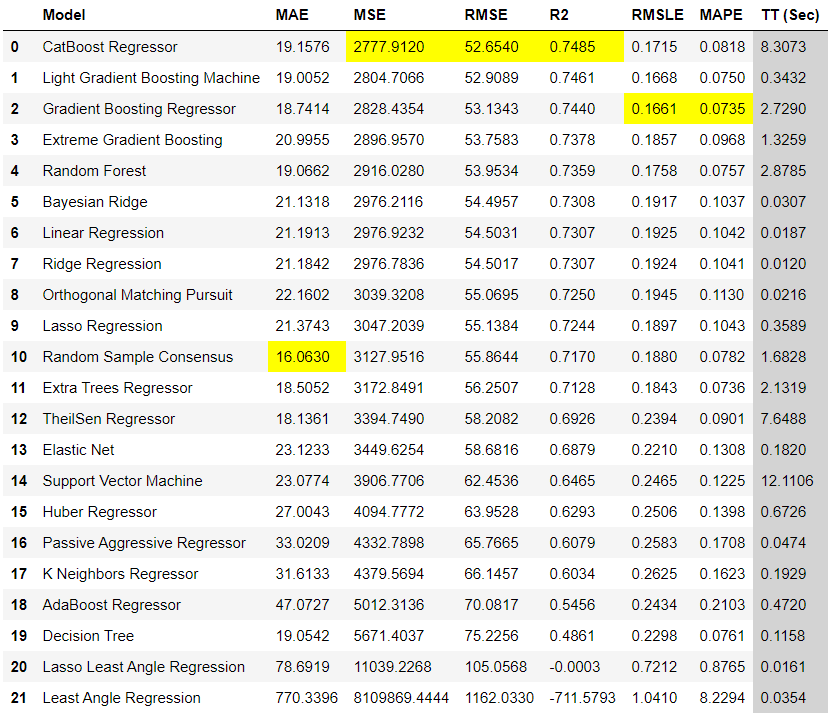 Model MAE MSE RMSE R2 RMSLE MAPE TT (Sec)
0 CatBoost Regressor 19.1576 2777.9120 52.6540 0.7485 0.1715 0.0818 8.3073
1 Light Gradient Boosting Machine 19.0052 2804.7066 52.9089 0.7461 0.1668 0.0750 0.3432
2 Gradient Boosting Regressor 18.7414 2828.4354 53.1343 0.7440 0.1661 0.0735 2.7290
3 Extreme Gradient Boosting 20.9955 2896.9570 53.7583 0.7378 0.1857 0.0968 1.3259
4 Random Forest 19.0662 2916.0280 53.9534 0.7359 0.1758 0.0757 2.8785
5 Bayesian Ridge 21.1318 2976.2116 54.4957 0.7308 0.1917 0.1037 0.0307
6 Linear Regression 21.1913 2976.9232 54.5031 0.7307 0.1925 0.1042 0.0187
7 Ridge Regression 21.1842 2976.7836 54.5017 0.7307 0.1924 0.1041 0.0120
8 Orthogonal Matching Pursuit 22.1602 3039.3208 55.0695 0.7250 0.1945 0.1130 0.0216
9 Lasso Regression 21.3743 3047.2039 55.1384 0.7244 0.1897 0.1043 0.3589
10 Random Sample Consensus 16.0630 3127.9516 55.8644 0.7170 0.1880 0.0782 1.6828
11 Extra Trees Regressor 18.5052 3172.8491 56.2507 0.7128 0.1843 0.0736 2.1319
12 TheilSen Regressor 18.1361 3394.7490 58.2082 0.6926 0.2394 0.0901 7.6488
13 Elastic Net 23.1233 3449.6254 58.6816 0.6879 0.2210 0.1308 0.1820
14 Support Vector Machine 23.0774 3906.7706 62.4536 0.6465 0.2465 0.1225 12.1106
15 Huber Regressor 27.0043 4094.7772 63.9528 0.6293 0.2506 0.1398 0.6726
16 Passive Aggressive Regressor 33.0209 4332.7898 65.7665 0.6079 0.2583 0.1708 0.0474
17 K Neighbors Regressor 31.6133 4379.5694 66.1457 0.6034 0.2625 0.1623 0.1929
18 AdaBoost Regressor 47.0727 5012.3136 70.0817 0.5456 0.2434 0.2103 0.4720
19 Decision Tree 19.0542 5671.4037 75.2256 0.4861 0.2298 0.0761 0.1158
20 Lasso Least Angle Regression 78.6919 11039.2268 105.0568 -0.0003 0.7212 0.8765 0.0161
21 Least Angle Regression 770.3396 8109869.4444 1162.0330 -711.5793 1.0410 8.2294 0.0354